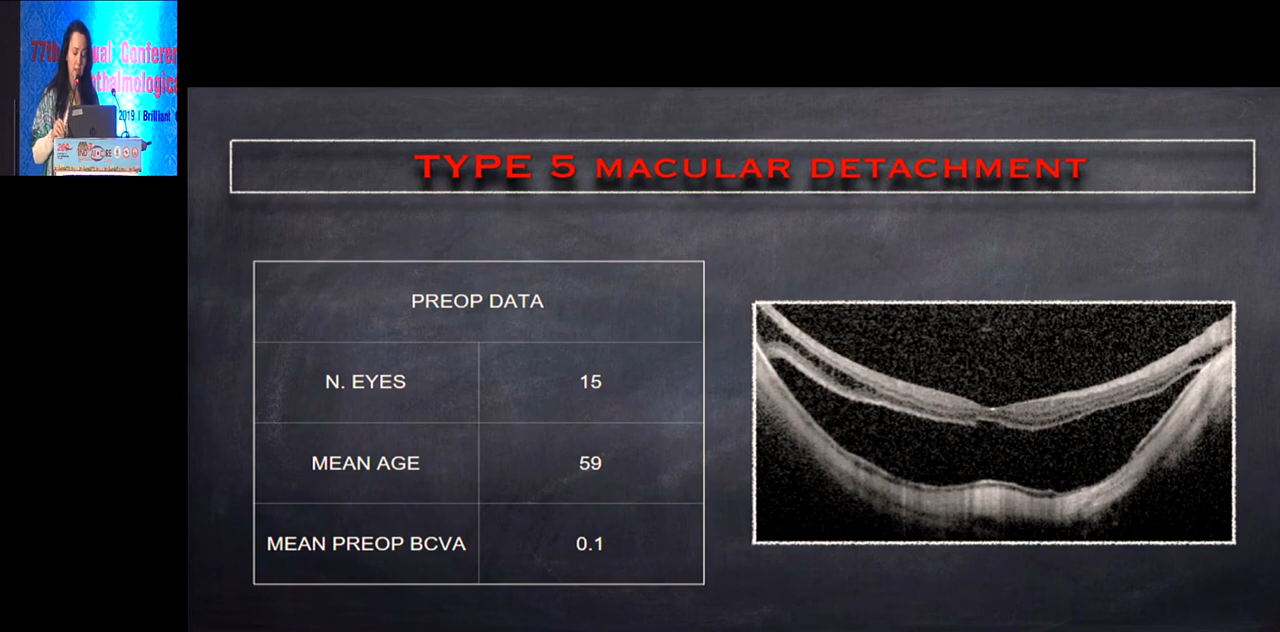 77th
ual Conferen
thalmologica
2019 | Brilliant
TYPE 5 MACULAR DETACHMENT
PREOP DATA
N. EYES 15
MEAN AGE 59
MEAN PREOP BCVA 0.1